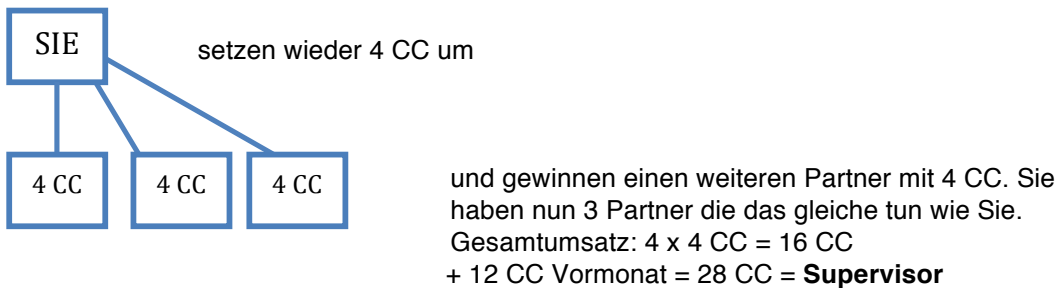 SIE
setzen wieder 4 CC um
4 CC
4 CC
4 CC
und gewinnen einen weiteren Partner mit 4 CC. Sie
haben nun 3 Partner die das gleiche tun wie Sie.
Gesamtumsatz: 4 x 4 CC = 16 CC
+ 12 CC Vormonat = 28 CC = Supervisor